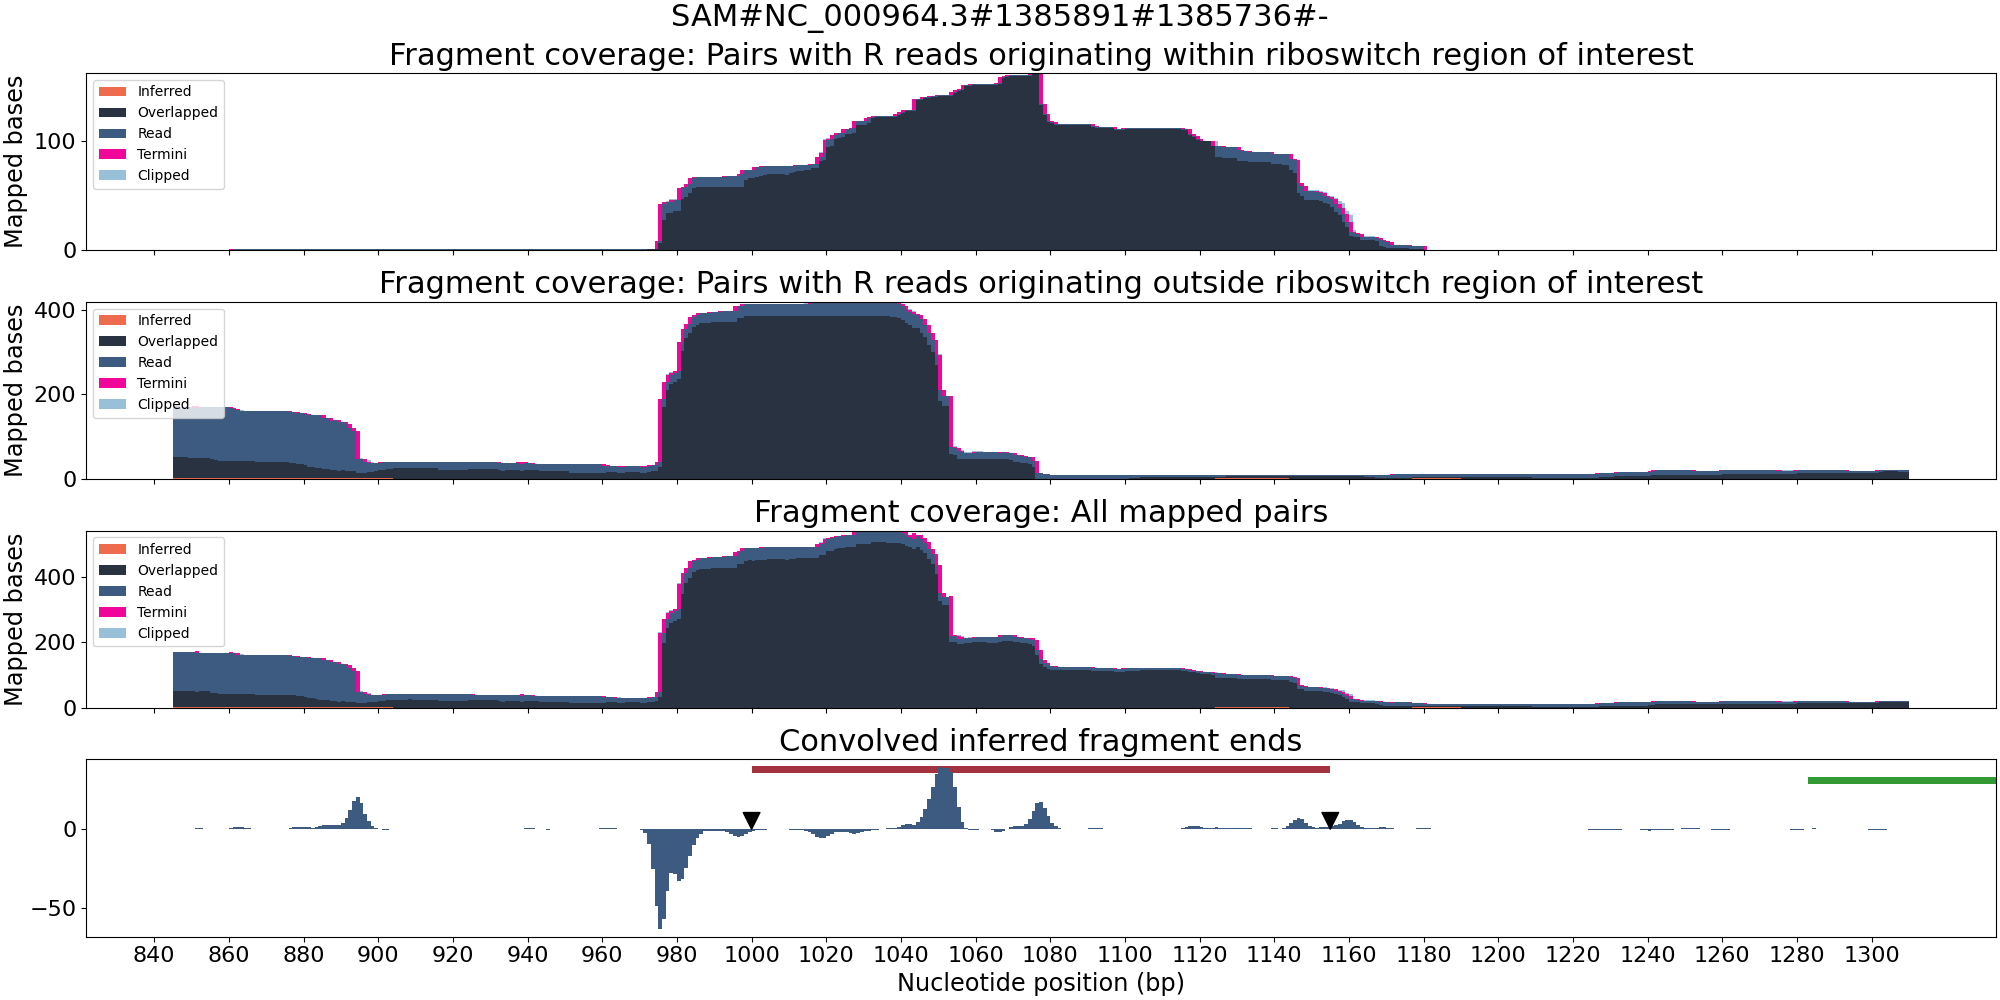 SAM#NC_000964.3#1385891#1385736#-
Fragment coverage: Pairs with R reads originating within riboswitch region of interest
Mapped bases
100
0
Inferred
Overlapped
Read
Termini
Clipped
Fragment coverage: Pairs with R reads originating outside riboswitch region of interest
Mapped bases
400
200
0
Inferred
Overlapped
Read
Termini
Clipped
Fragment coverage: All mapped pairs
Mapped bases
400
200
0
Inferred
Overlapped
Read
Termini
Clipped
Convolved inferred fragment ends
0
−50
840 860 880 900 920 940 960 980 1000 1020 1040 1060 1080 1100 1120 1140 1160 1180 1200 1220 1240 1260 1280 1300
Nucleotide position (bp)